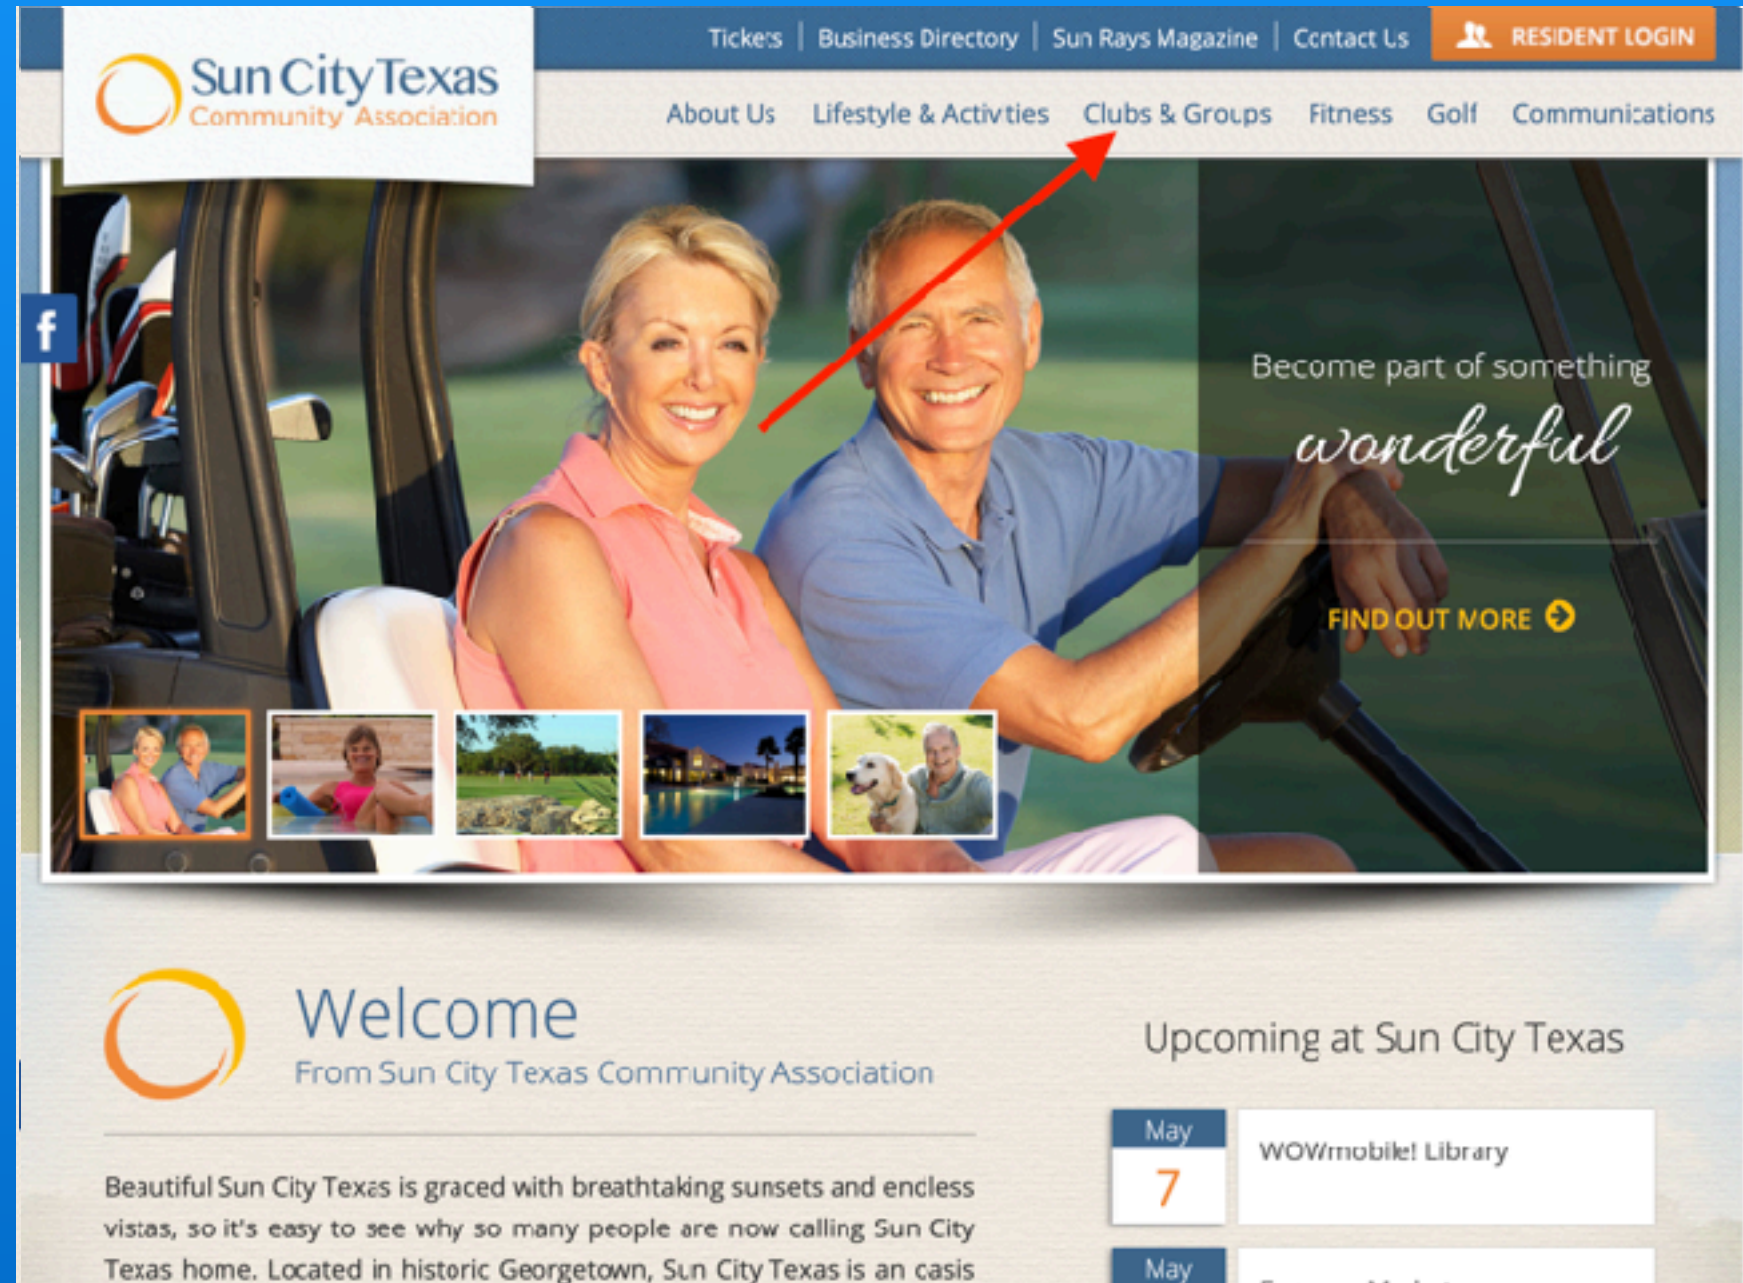 Tickets | Business Directory | Sun Rays Magazine | Contact Us RESIDENT LOGIN
Sun City Texas
Community Association
About Us Lifestyle & Activities Clubs & Groups Fitness Golf Communications
f
Become part of something
wonderful
FIND OUT MORE
Welcome
From Sun City Texas Community Association
Beautiful Sun City Texas is graced with breathtaking sunsets and endless
vistas, so it's easy to see why so many people are now calling Sun City
Texas home. Located in historic Georgetown, Sun City Texas is an oasis
Upcoming at Sun City Texas
May
7
WOWmobile! Library
May